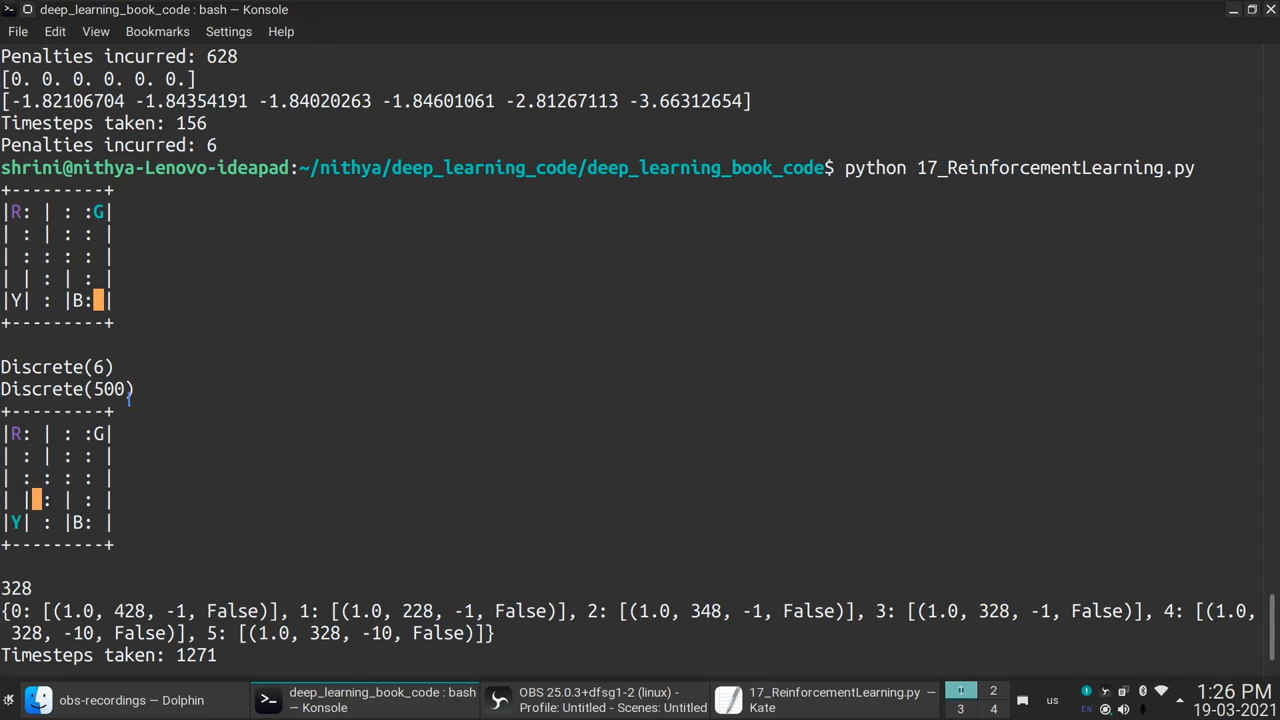 deep_learning_book_code : bash — Konsole
File Edit View Bookmarks Settings Help
Penalties incurred: 628
[0. 0. 0. 0. 0. 0.]
[-1.82106704 -1.84354191 -1.84020263 -1.84601061 -2.81267113 -3.66312654]
Timesteps taken: 156
Penalties incurred: 6
shrini@nithya-Lenovo-ideapad:~/nithya/deep_learning_code/deep_learning_book_code$ python 17_ReinforcementLearning.py
+---------+
|R: | : :G|
| : | : : |
| : : : : |
| | : | : |
|Y| : |B: |
+---------+
Discrete(6)
Discrete(500)
+---------+
|R: | : :G|
| : | : : |
| : : : : |
| | : | : |
|Y| : |B: |
+---------+
328
{0: [(1.0, 428, -1, False)], 1: [(1.0, 228, -1, False)], 2: [(1.0, 348, -1, False)], 3: [(1.0, 328, -1, False)], 4: [(1.0,
328, -10, False)], 5: [(1.0, 328, -10, False)]}
Timesteps taken: 1271
obs-recordings — Dolphin
deep_learning_book_code : bash — Konsole
OBS 25.0.3+dfsg1-2 (linux) - Profile: Untitled - Scenes: Untitled
17_ReinforcementLearning.py — Kate
2
3 4
EN
us
1:26 PM
19-03-2021